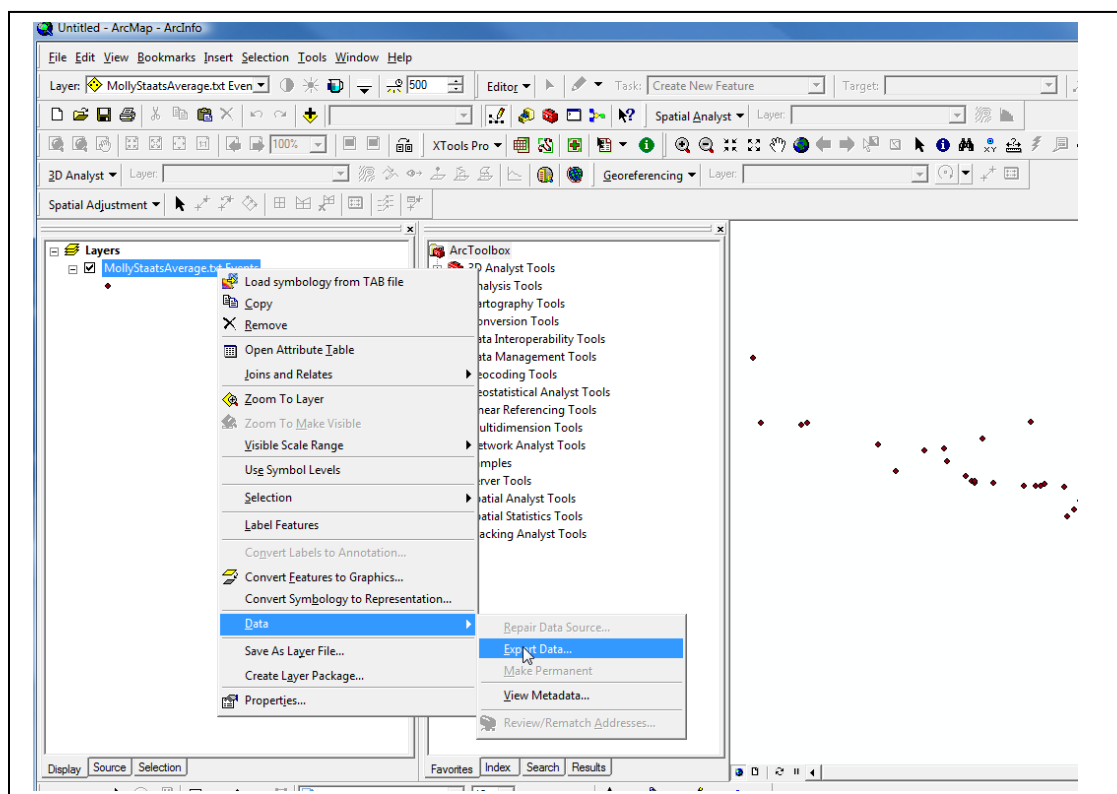 Untitled - ArcMap - ArcInfo
File Edit View Bookmarks Insert Selection Tools Window Help
Layer: MollyStaatsAverage.txt Even 500 Editor Task: Create New Feature Target:
Spatial Analyst Layer:
100% XTools Pro
3D Analyst Layer: Georeferencing Layer:
Spatial Adjustment
Layers
MollyStaatsAverage.txt Events
Load symbology from TAB file
Copy
Remove
Open Attribute Table
Joins and Relates
Zoom To Layer
Zoom To Make Visible
Visible Scale Range
Use Symbol Levels
Selection
Label Features
Convert Labels to Annotation...
Convert Features to Graphics...
Convert Symbology to Representation...
Data
Save As Layer File...
Create Layer Package...
Properties...
Repair Data Source...
Export Data...
Make Permanent
View Metadata...
Review/Rematch Addresses...
ArcToolbox
3D Analyst Tools
nalysis Tools
artography Tools
onversion Tools
ata Interoperability Tools
ata Management Tools
eocoding Tools
eostatistical Analyst Tools
near Referencing Tools
ultidimension Tools
etwork Analyst Tools
mples
erver Tools
patial Analyst Tools
patial Statistics Tools
acking Analyst Tools
Display Source Selection
Favorites Index Search Results